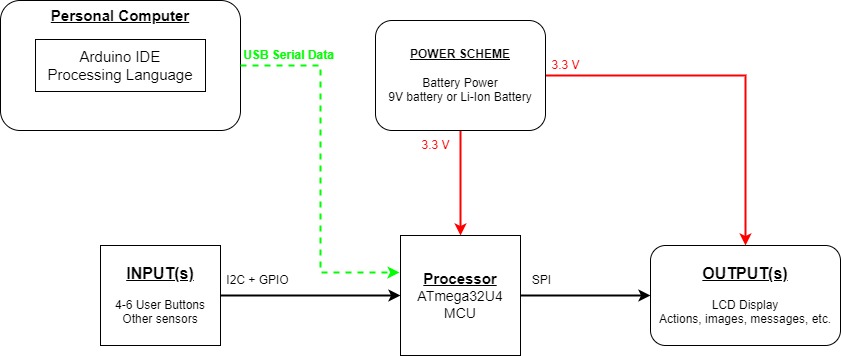 Personal Computer
Arduino IDE
Processing Language
USB Serial Data
POWER SCHEME
Battery Power
9V battery or Li-Ion Battery
3.3 V
3.3 V
INPUT(s)
4-6 User Buttons
Other sensors
I2C + GPIO
Processor
ATmega32U4
MCU
SPI
OUTPUT(s)
LCD Display
Actions, images, messages, etc.